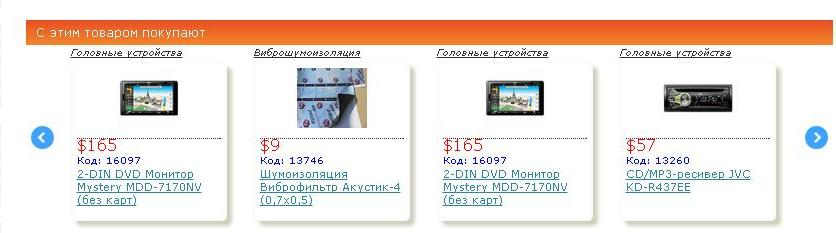 С этим товаром покупают
Головные устройства
Виброшумоизоляция
Головные устройства
Головные устройства
$165
Код: 16097
2-DIN DVD Монитор
Mystery MDD-7170NV
(без карт)
$9
Код: 13746
Шумоизоляция
Виброфильтр Акустик-4
(0,7х0,5)
$165
Код: 16097
2-DIN DVD Монитор
Mystery MDD-7170NV
(без карт)
$57
Код: 13260
CD/MP3-ресивер JVC
KD-R437EE